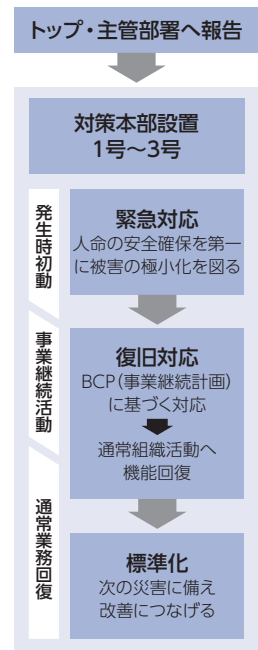 トップ・主管部署へ報告
対策本部設置
1号～3号
発生時初動
緊急対応
人命の安全確保を第一
に被害の極小化を図る
事業継続活動
復旧対応
BCP（事業継続計画）
に基づく対応
通常組織活動へ
機能回復
通常業務回復
標準化
次の災害に備え
改善につなげる